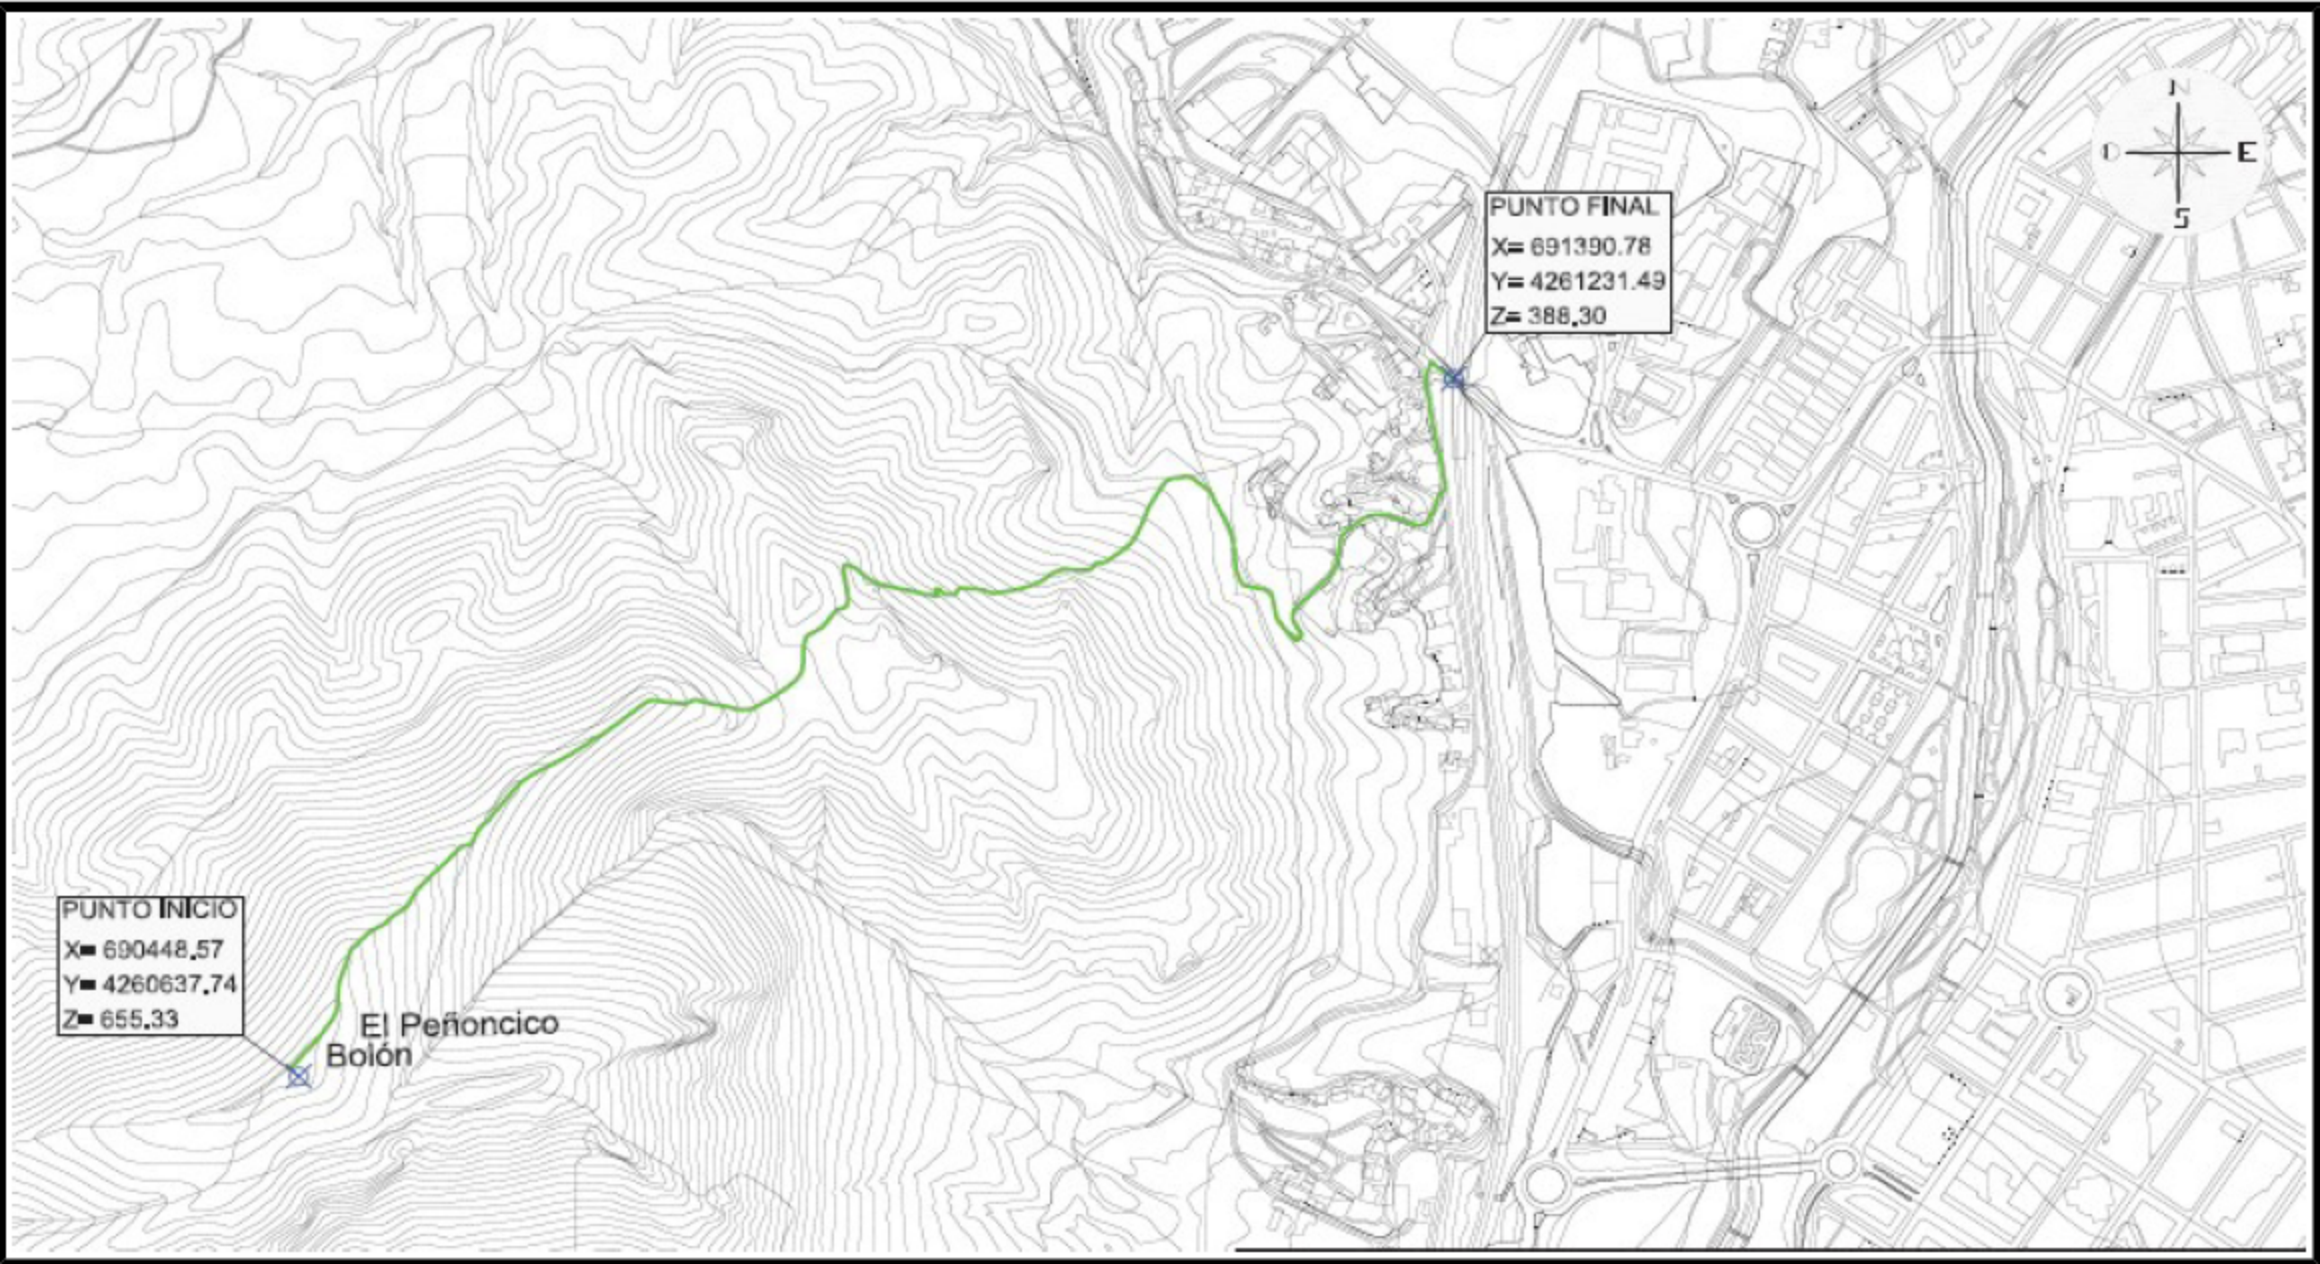 N
O E
S
PUNTO FINAL
X= 691390.78
Y= 4261231.49
Z= 388.30
PUNTO INICIO
X= 690448.57
Y= 4260637.74
Z= 655.33
El Peñoncico
Bolón